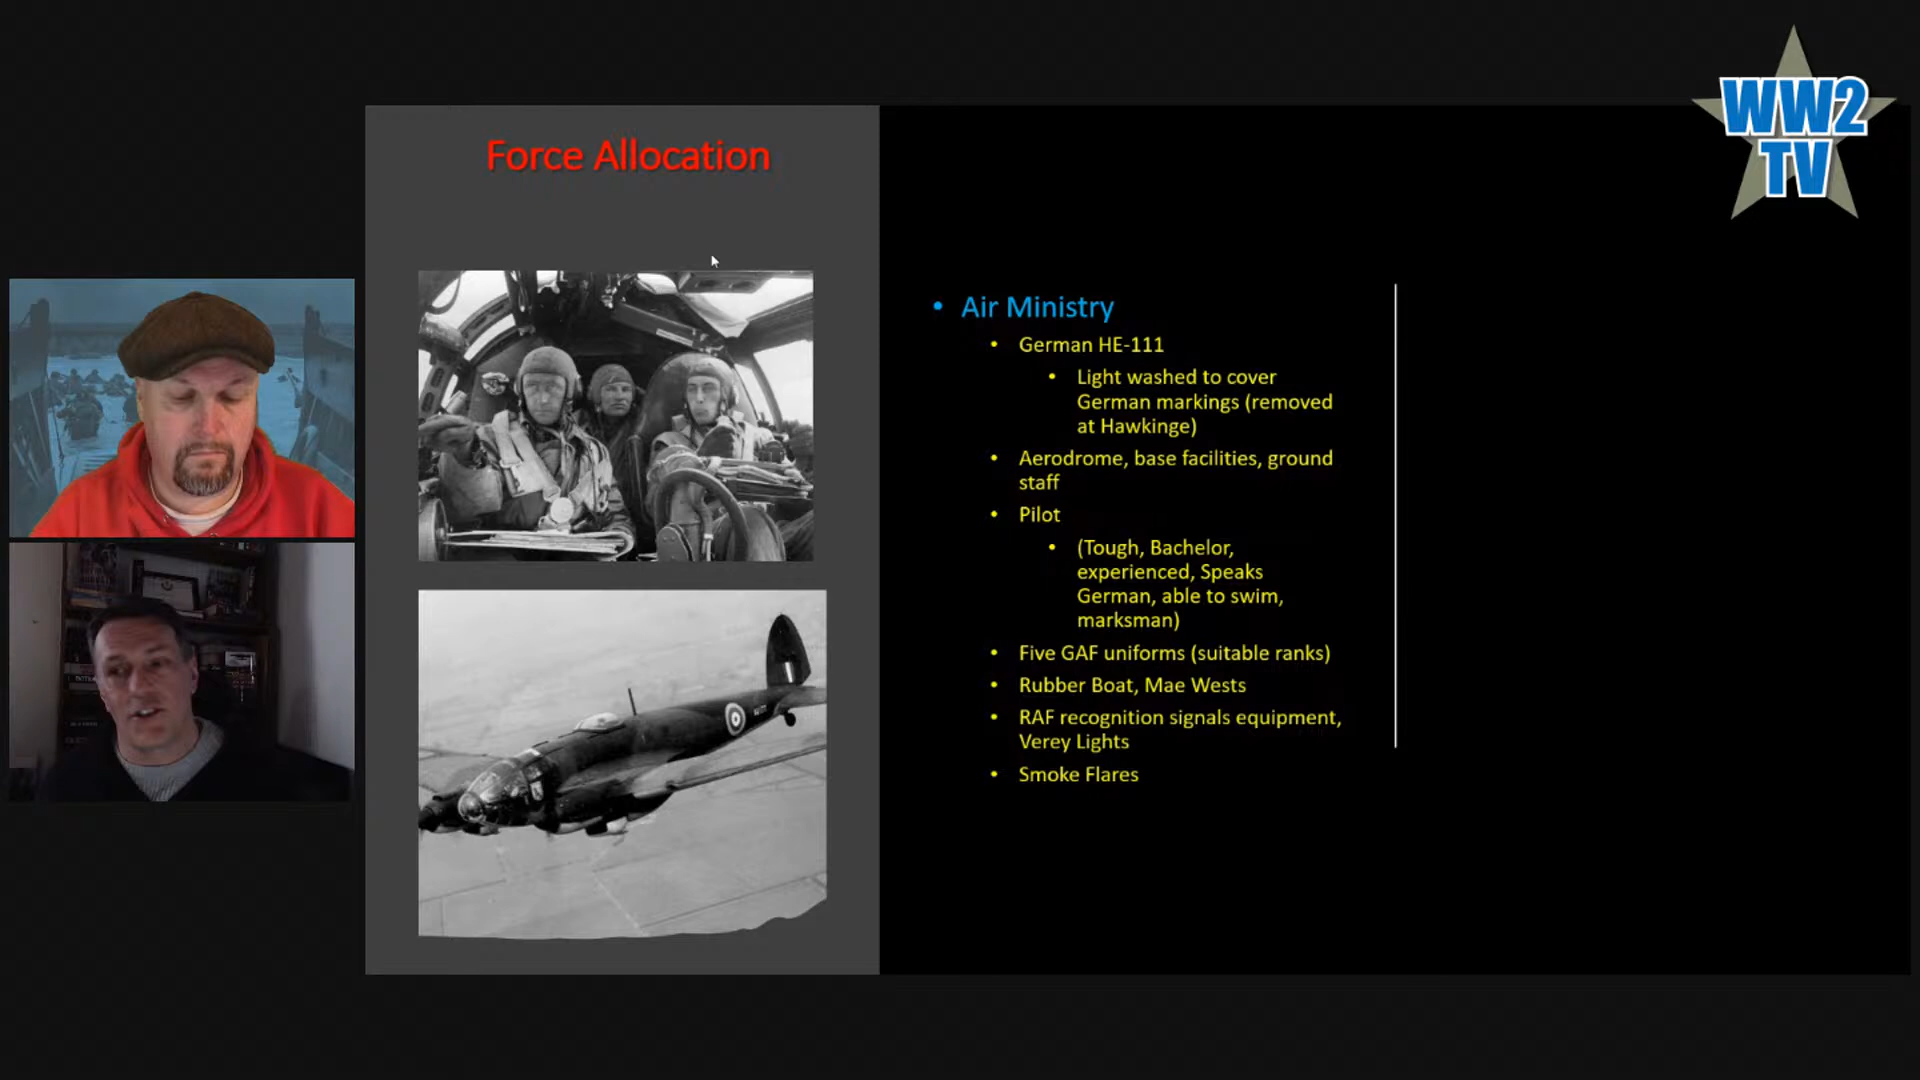 WW2
TV
Force Allocation
• Air Ministry
• German HE-111
• Light washed to cover
German markings (removed
at Hawkinge)
• Aerodrome, base facilities, ground
staff
• Pilot
• (Tough, Bachelor,
experienced, Speaks
German, able to swim,
marksman)
• Five GAF uniforms (suitable ranks)
• Rubber Boat, Mae Wests
• RAF recognition signals equipment,
Verey Lights
• Smoke Flares